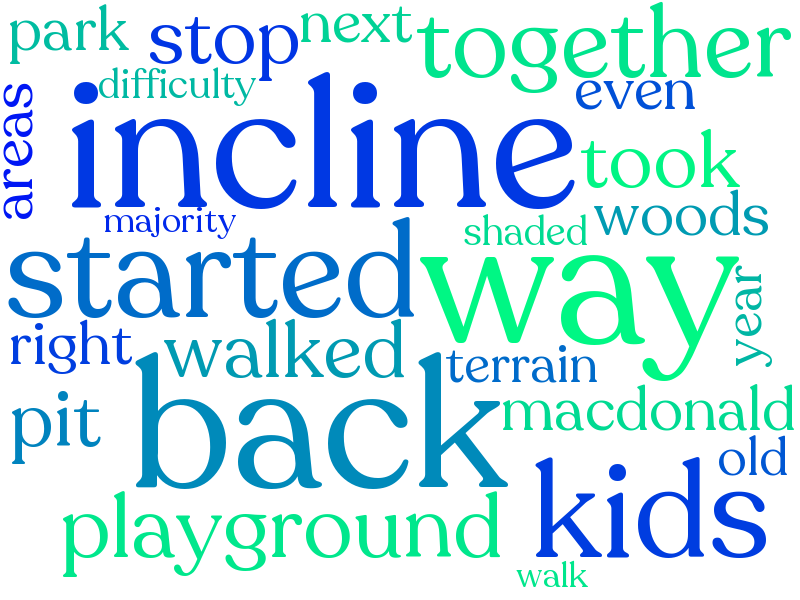 park
stop
next
together
difficulty
even
areas
incline
took
majority
shaded
woods
started
way
year
right
walked
terrain
pit
back
macdonald
old
playground
kids
walk